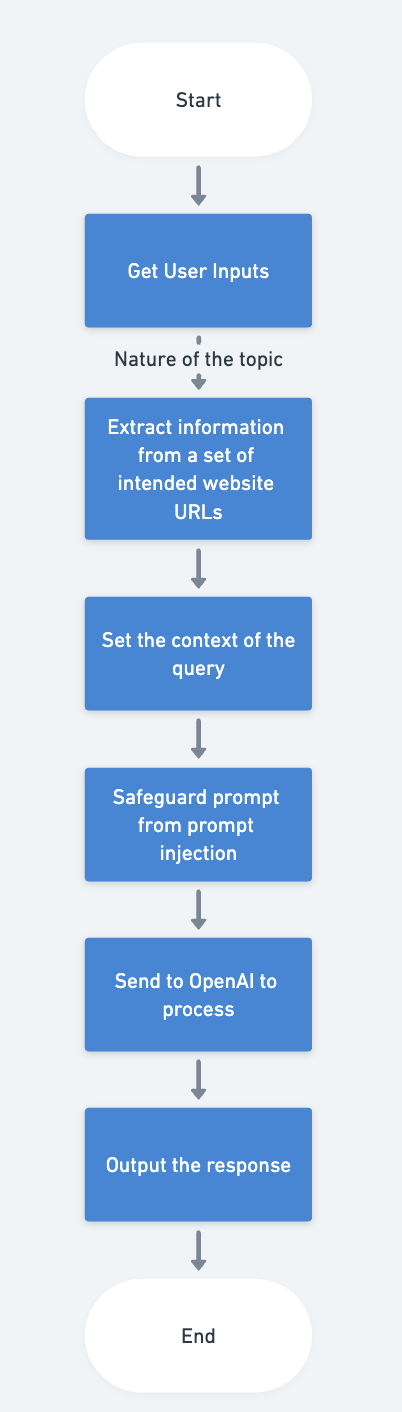 Start
Get User Inputs
Nature of the topic
Extract information
from a set of
intended website
URLs
Set the context of the
query
Safeguard prompt
from prompt
injection
Send to OpenAI to
process
Output the response
End